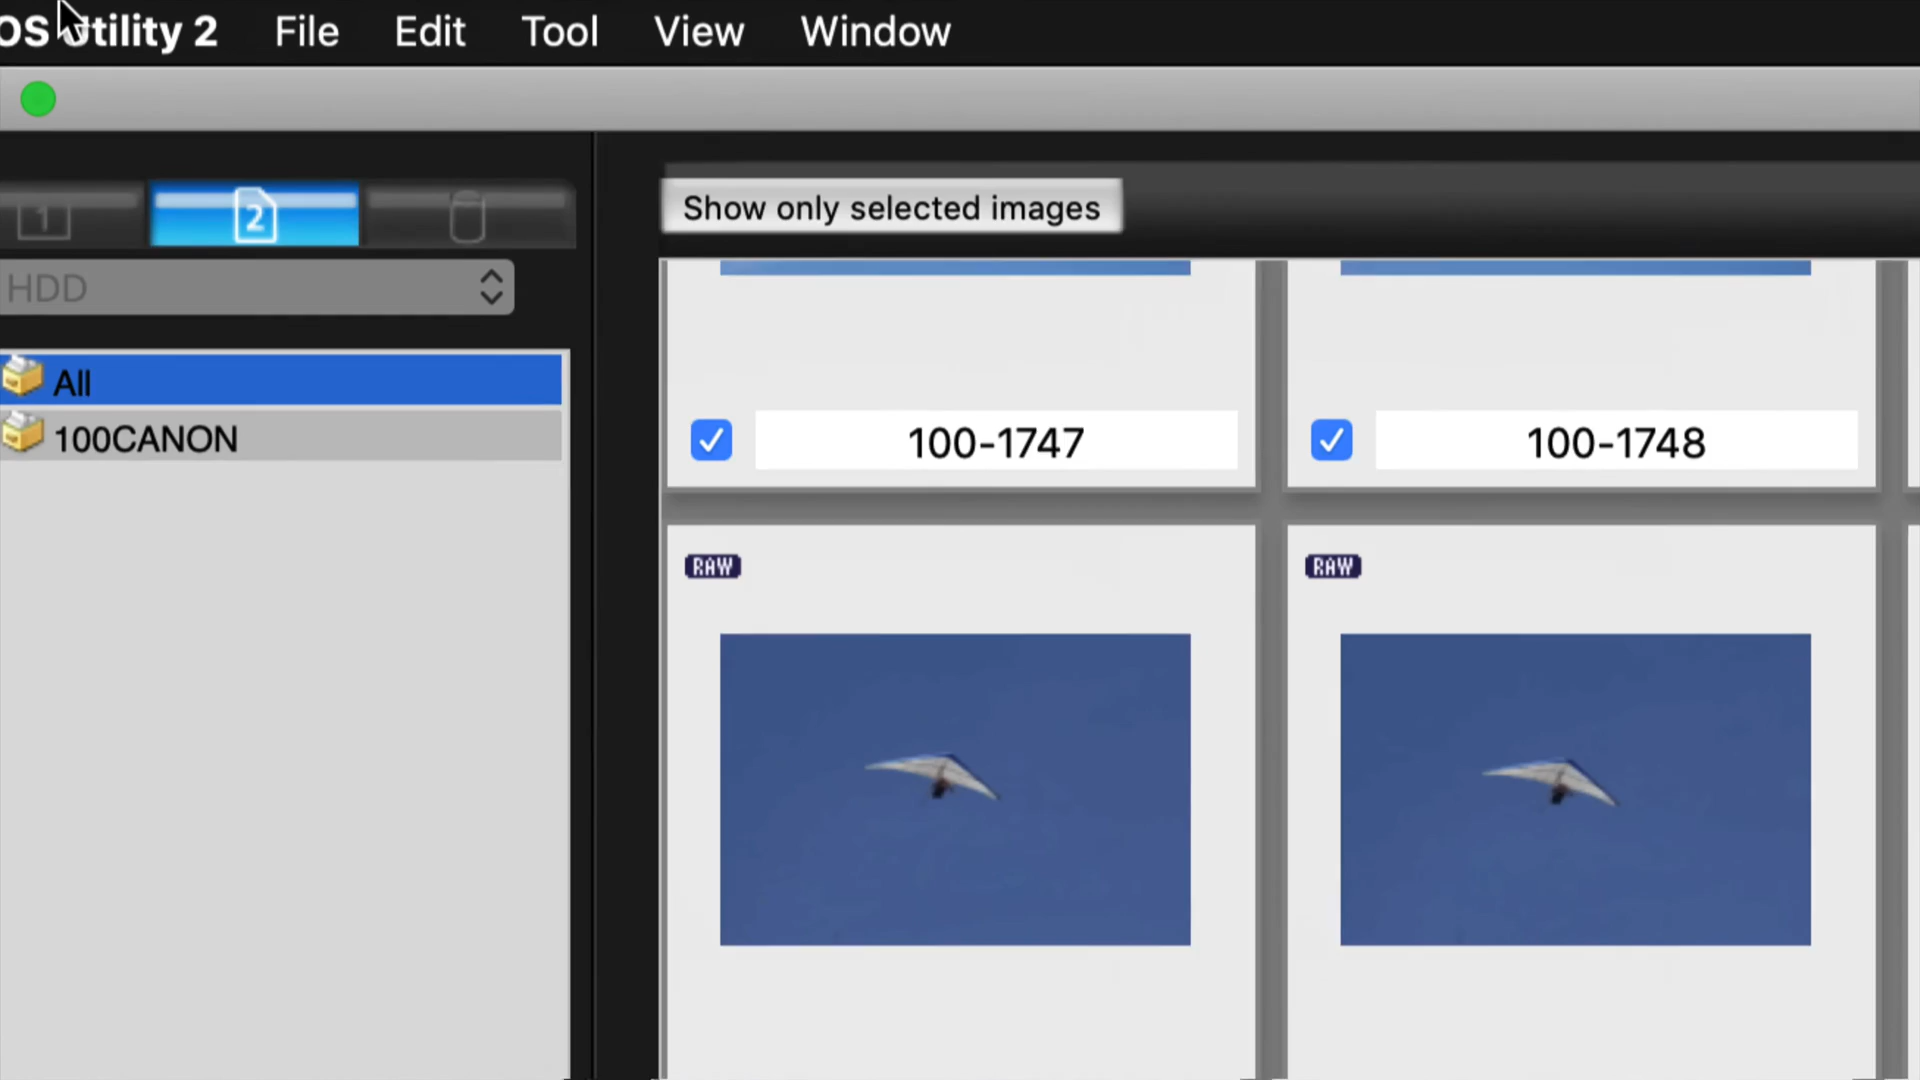 OS Utility 2 File Edit Tool View Window
1 2
Show only selected images
HDD
All
100CANON
100-1747 100-1748
RAW RAW